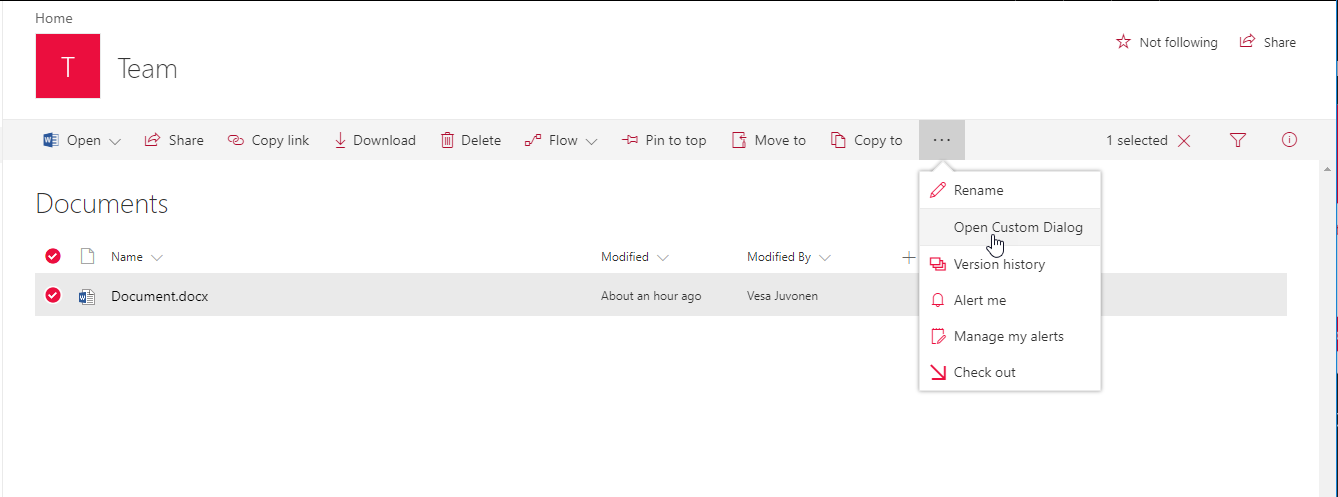 Home
T
Team
Not following
Share
Open
Share
Copy link
Download
Delete
Flow
Pin to top
Move to
Copy to
...
1 selected
Rename
Open Custom Dialog
Version history
Alert me
Manage my alerts
Check out
Documents
Name
Modified
Modified By
Document.docx
About an hour ago
Vesa Juvonen